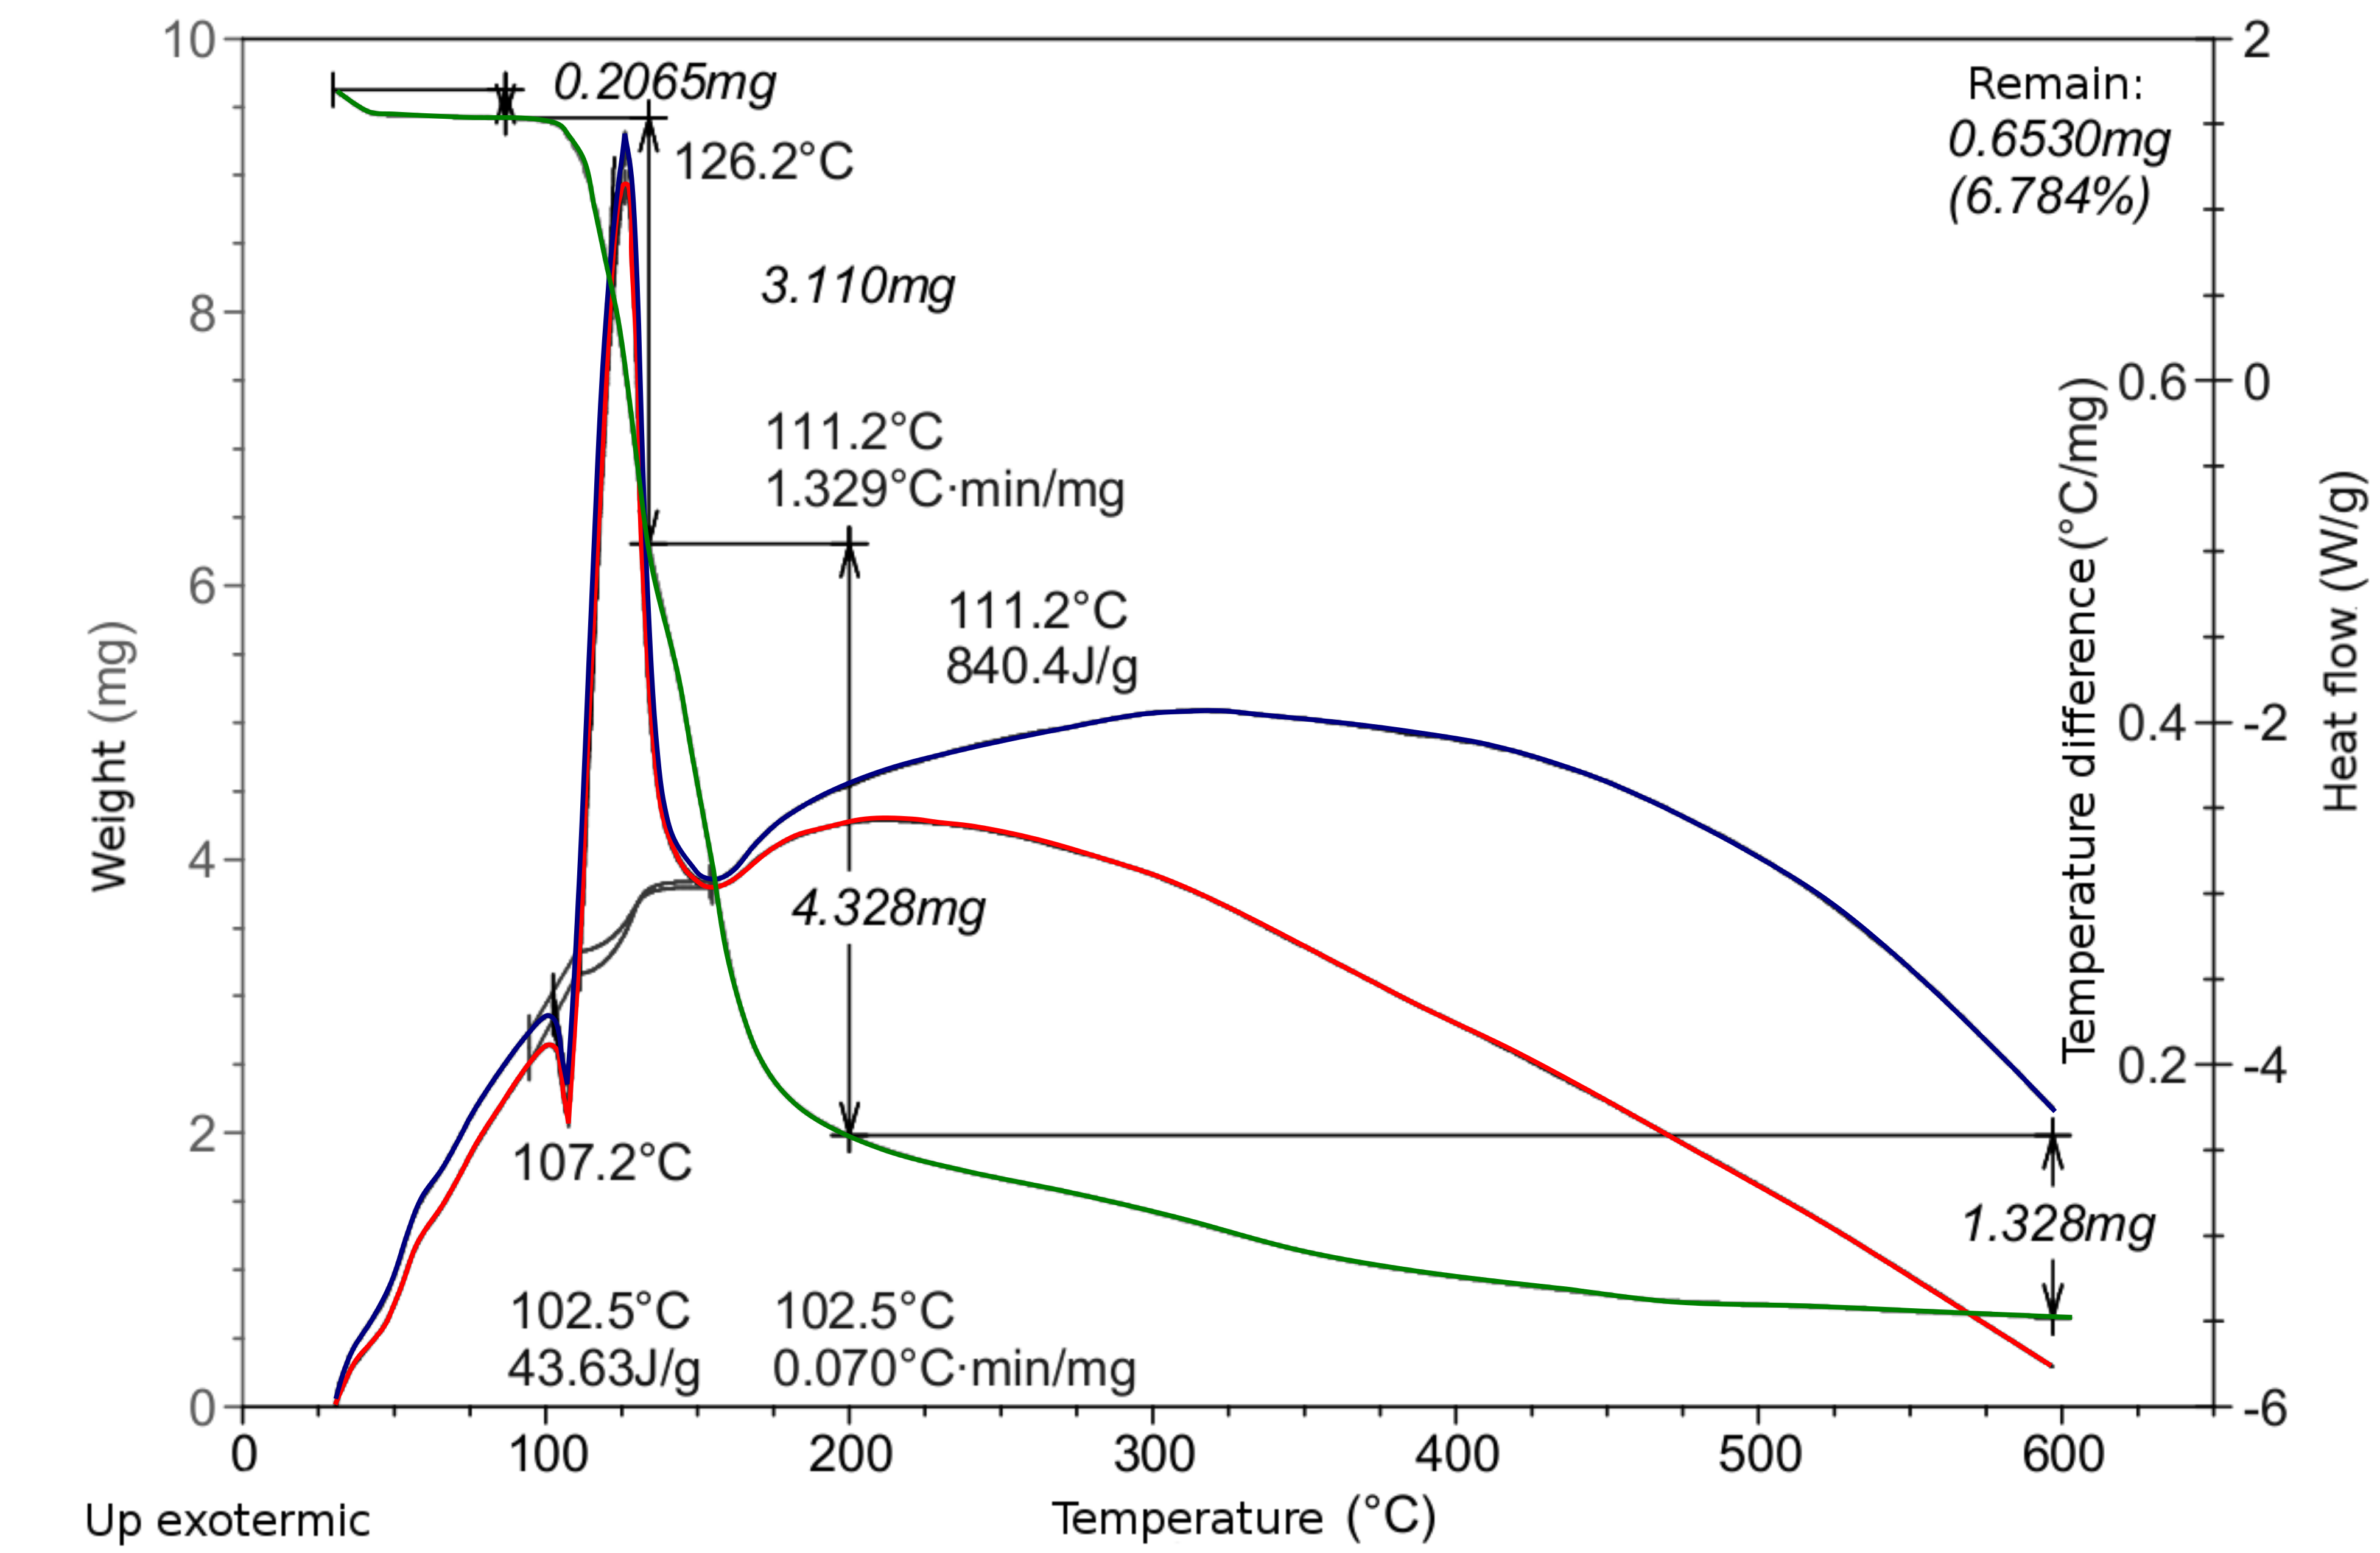 10
8
6
4
2
0
Weight (mg)
0.2065mg
126.2°C
3.110mg
111.2°C
1.329°C·min/mg
111.2°C
840.4J/g
4.328mg
107.2°C
102.5°C
43.63J/g
102.5°C
0.070°C·min/mg
Remain:
0.6530mg
(6.784%)
1.328mg
0.6
0.4
0.2
Temperature difference (°C/mg)
2
0
-2
-4
-6
Heat flow (W/g)
0 100 200 300 400 500 600
Up exotermic
Temperature (°C)